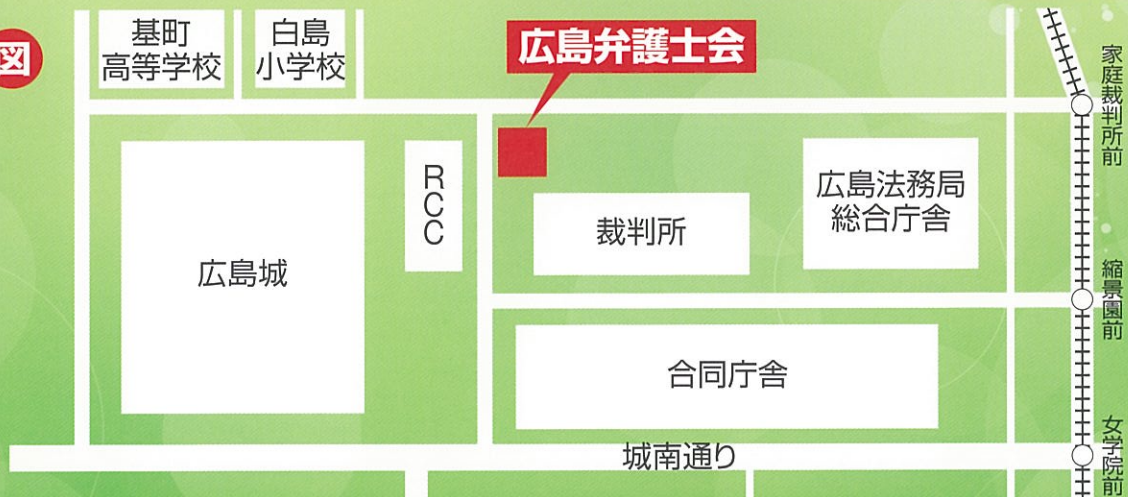 図
基町
高等学校
白島
小学校
広島弁護士会
家庭裁判所前
RCC
裁判所
広島法務局
総合庁舎
広島城
縮景園前
合同庁舎
城南通り
女学院前